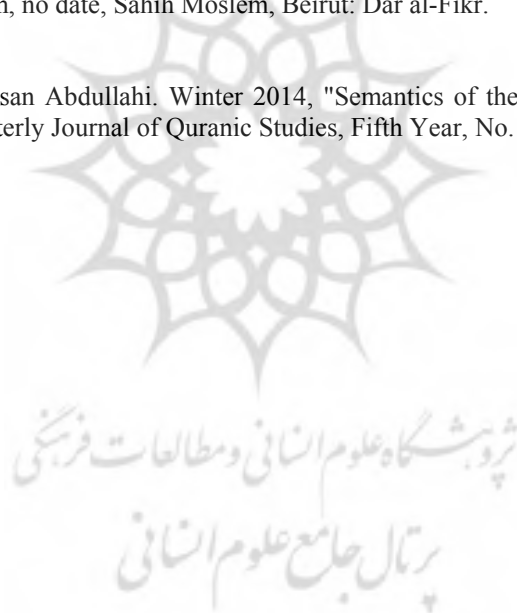 n, no date, Sahih Moslem, Beirut: Dar al-Fikr.
san Abdullahi. Winter 2014, "Semantics of the
terly Journal of Quranic Studies, Fifth Year, No.
پژوهشگاه علوم انسانی و مطالعات فرهنگی
پرتال جامع علوم انسانی